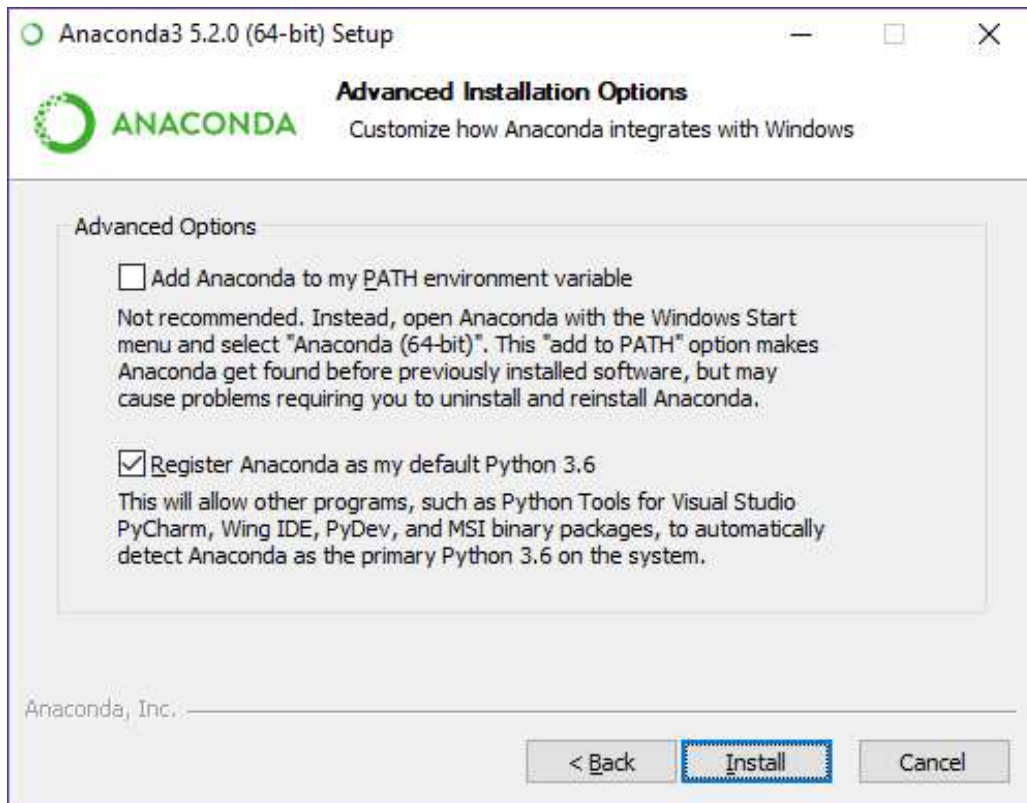 Anaconda3 5.2.0 (64-bit) Setup
ANACONDA
Advanced Installation Options
Customize how Anaconda integrates with Windows
Advanced Options
Add Anaconda to my PATH environment variable
Not recommended. Instead, open Anaconda with the Windows Start
menu and select "Anaconda (64-bit)". This "add to PATH" option makes
Anaconda get found before previously installed software, but may
cause problems requiring you to uninstall and reinstall Anaconda.
Register Anaconda as my default Python 3.6
This will allow other programs, such as Python Tools for Visual Studio
PyCharm, Wing IDE, PyDev, and MSI binary packages, to automatically
detect Anaconda as the primary Python 3.6 on the system.
Anaconda, Inc.
< Back Install Cancel